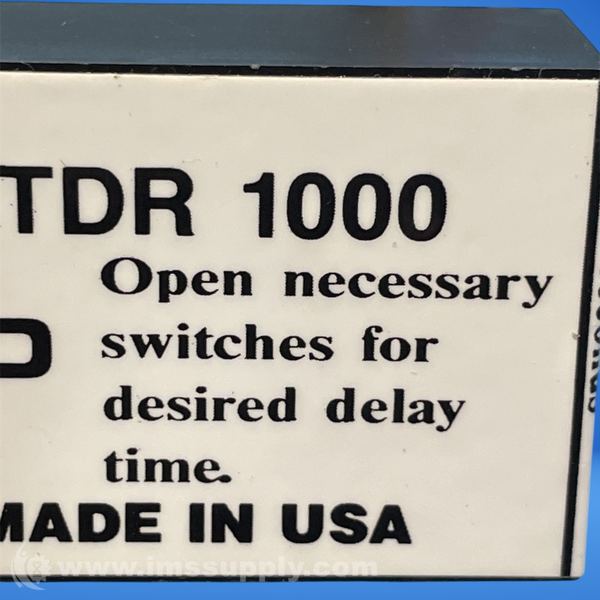 TDR 1000
Open necessary
switches for
desired delay
time.
MADE IN USA
www.imssupply.com